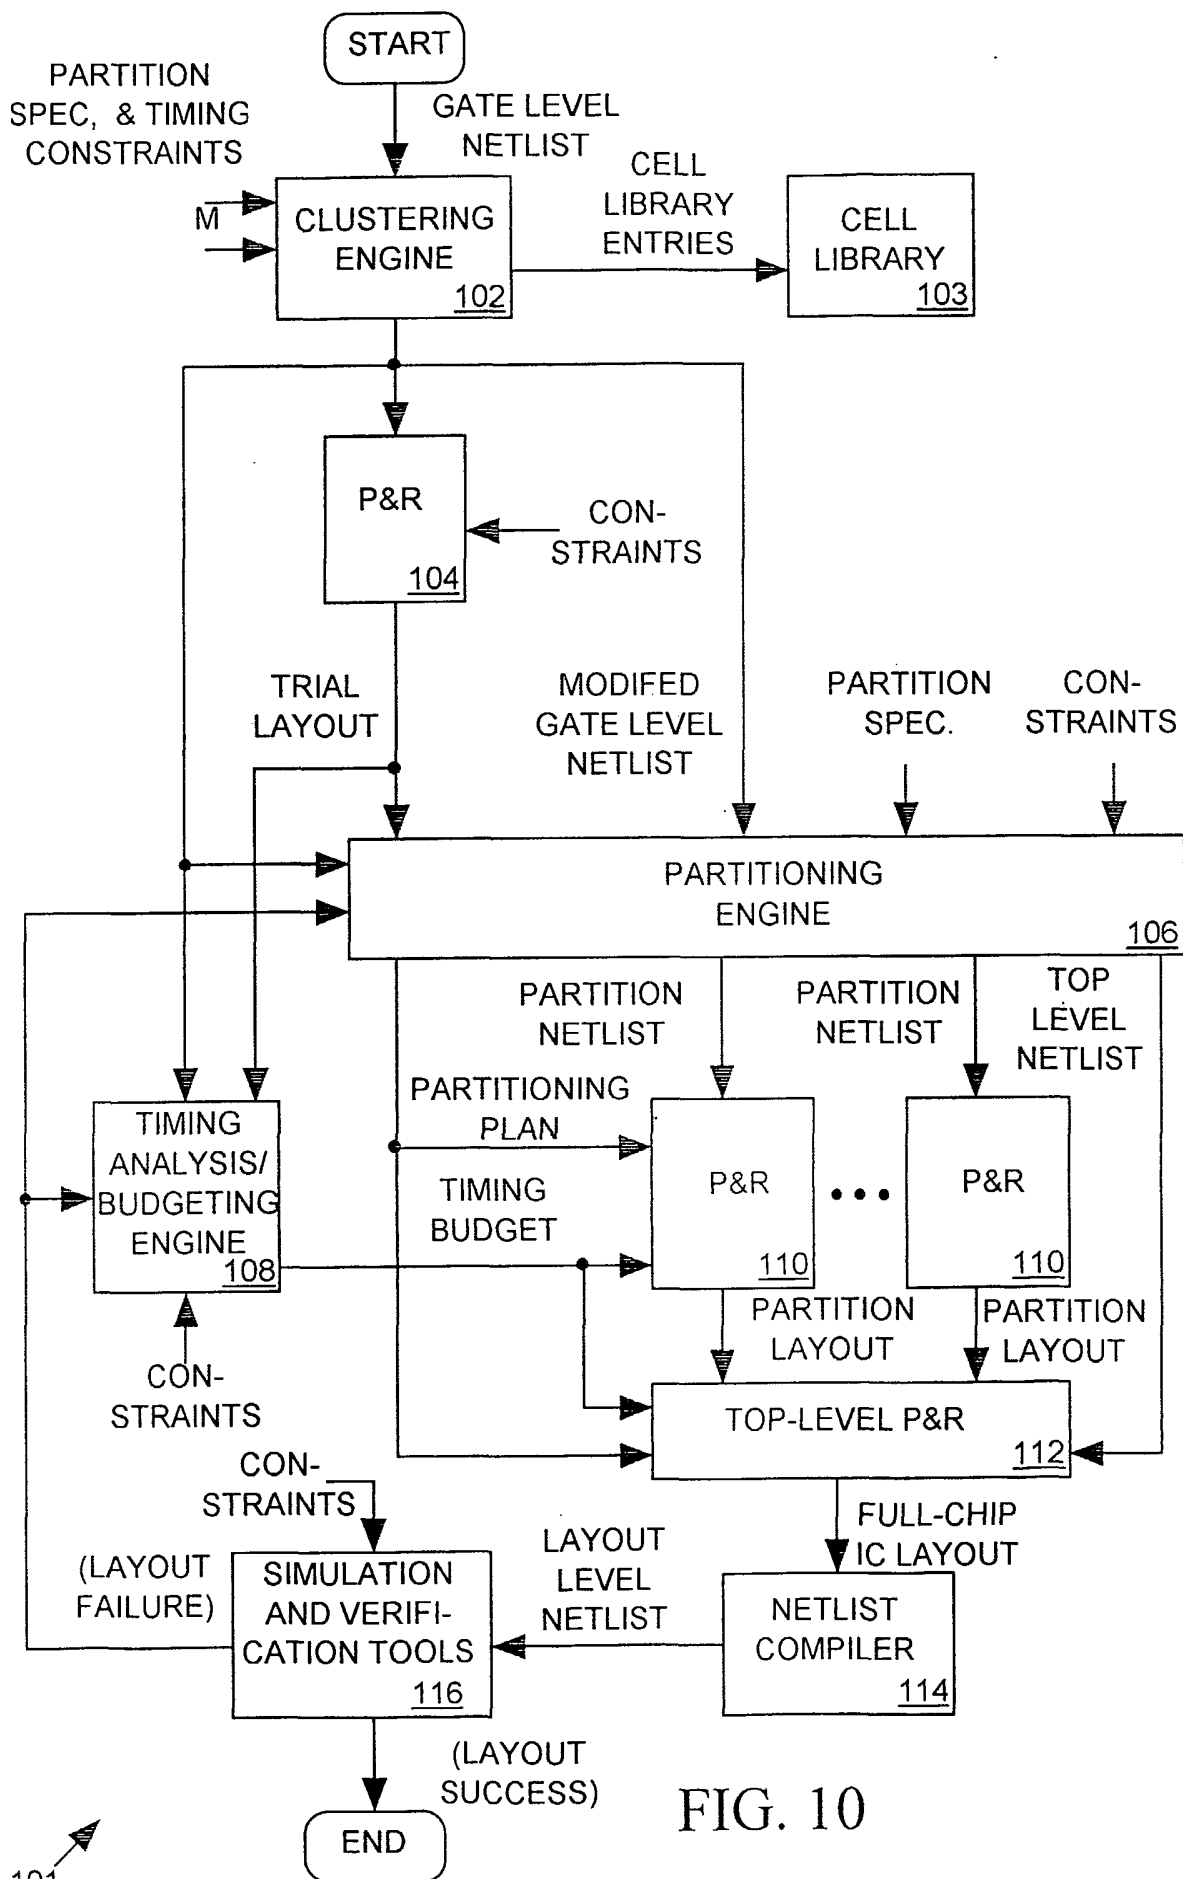 START
PARTITION
SPEC, & TIMING
CONSTRAINTS
GATE LEVEL
NETLIST
M
CLUSTERING
ENGINE
102
CELL
LIBRARY
ENTRIES
CELL
LIBRARY
103
P&R
104
CON-
STRAINTS
TRIAL
LAYOUT
MODIFED
GATE LEVEL
NETLIST
PARTITION
SPEC.
CON-
STRAINTS
PARTITIONING
ENGINE
106
PARTITION
NETLIST
PARTITION
NETLIST
TOP
LEVEL
NETLIST
TIMING
ANALYSIS/
BUDGETING
ENGINE
108
PARTITIONING
PLAN
TIMING
BUDGET
P&R
110
P&R
110
CON-
STRAINTS
PARTITION
LAYOUT
PARTITION
LAYOUT
TOP-LEVEL P&R
112
CON-
STRAINTS
FULL-CHIP
IC LAYOUT
(LAYOUT
FAILURE)
SIMULATION
AND VERIFI-
CATION TOOLS
116
LAYOUT
LEVEL
NETLIST
NETLIST
COMPILER
114
(LAYOUT
SUCCESS)
END
FIG. 10
101